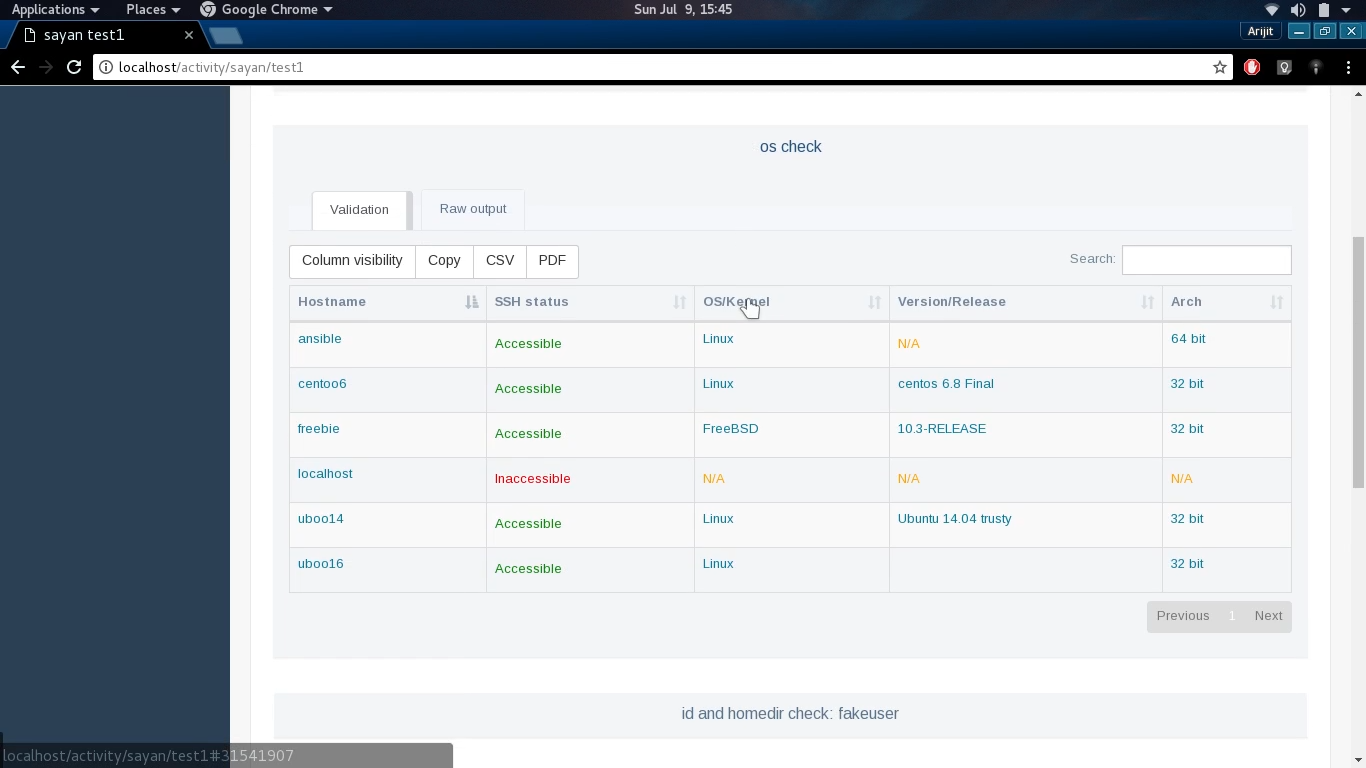 Applications Places Google Chrome Sun Jul 9, 15:45
sayan test1 Arijit
localhost/activity/sayan/test1
os check
Validation Raw output
Column visibility Copy CSV PDF Search:
Hostname SSH status OS/Kernel Version/Release Arch
ansible Accessible Linux N/A 64 bit
centoo6 Accessible Linux centos 6.8 Final 32 bit
freebie Accessible FreeBSD 10.3-RELEASE 32 bit
localhost Inaccessible N/A N/A N/A
uboo14 Accessible Linux Ubuntu 14.04 trusty 32 bit
uboo16 Accessible Linux 32 bit
Previous 1 Next
id and homedir check: fakeuser
localhost/activity/sayan/test1#31541907